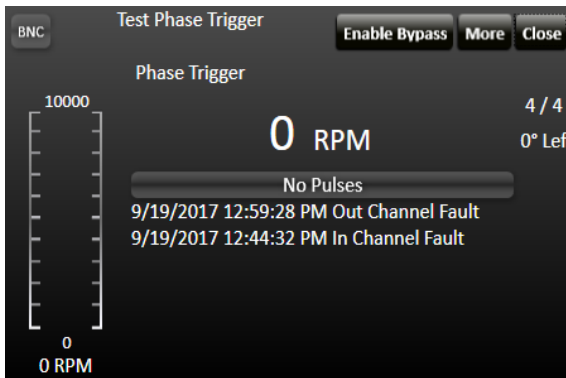 BNC
Test Phase Trigger
Enable Bypass
More
Close
Phase Trigger
10000
4 / 4
0 RPM
0° Lef
No Pulses
9/19/2017 12:59:28 PM Out Channel Fault
9/19/2017 12:44:32 PM In Channel Fault
0
0 RPM